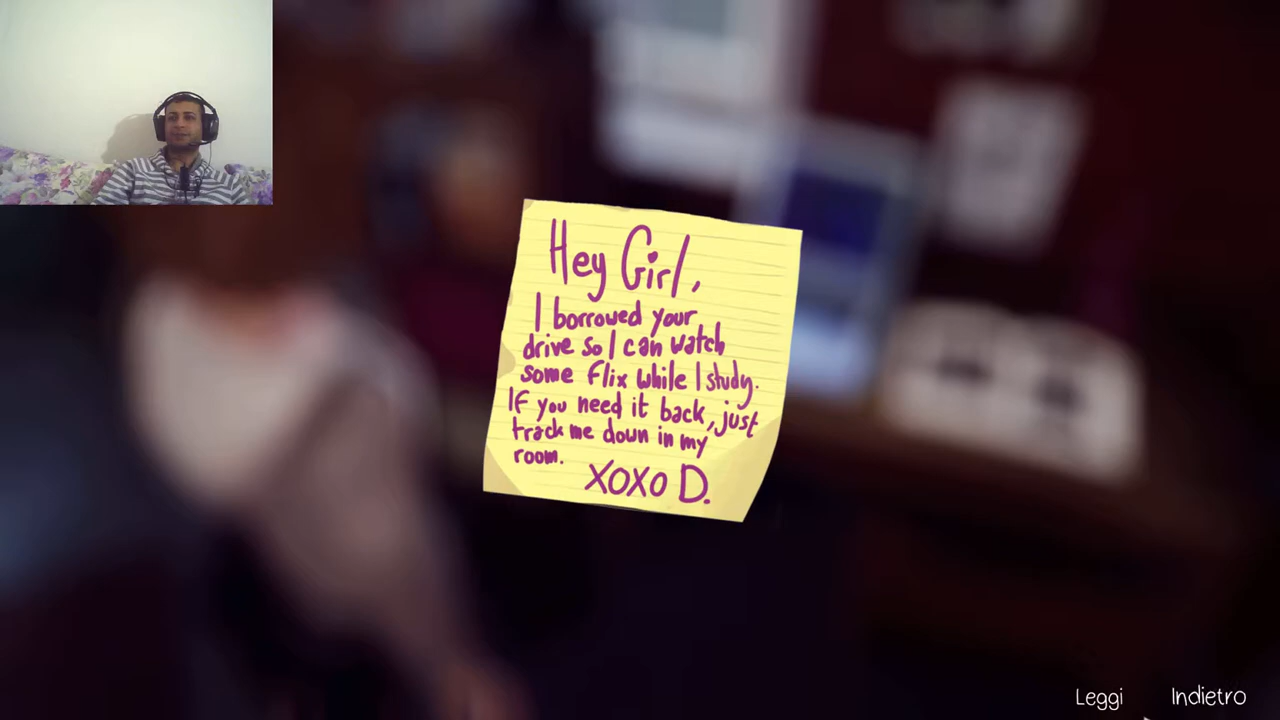 Hey Girl,
I borrowed your
drive so I can watch
some Flix while I study.
If you need it back, just
track me down in my
room.
XOXO D.
Leggi Indietro